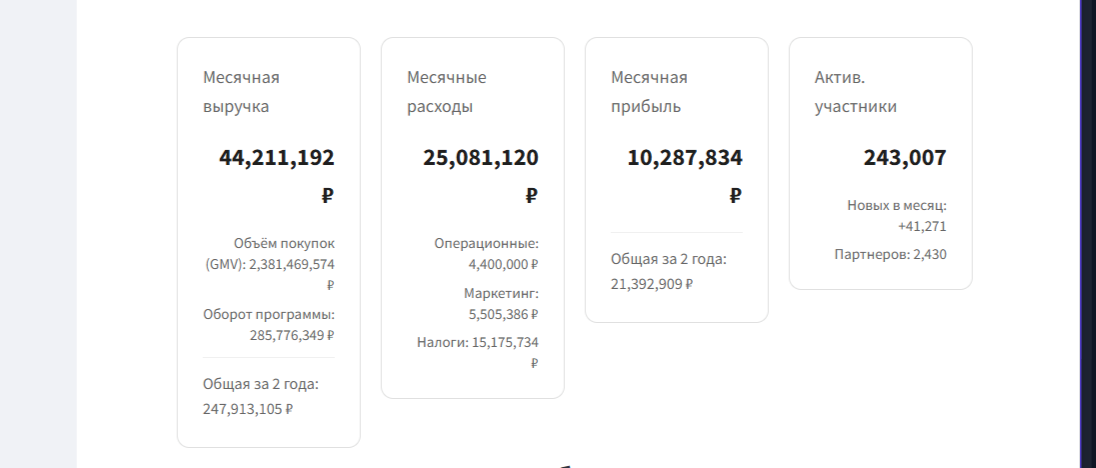 Месячная
выручка
44,211,192
₽
Объём покупок
(GMV): 2,381,469,574
₽
Оборот программы:
285,776,349 ₽
Общая за 2 года:
247,913,105 ₽
Месячные
расходы
25,081,120
₽
Операционные:
4,400,000 ₽
Маркетинг:
5,505,386 ₽
Налоги: 15,175,734
₽
Месячная
прибыль
10,287,834
₽
Общая за 2 года:
21,392,909 ₽
Актив.
участники
243,007
Новых в месяц:
+41,271
Партнеров: 2,430